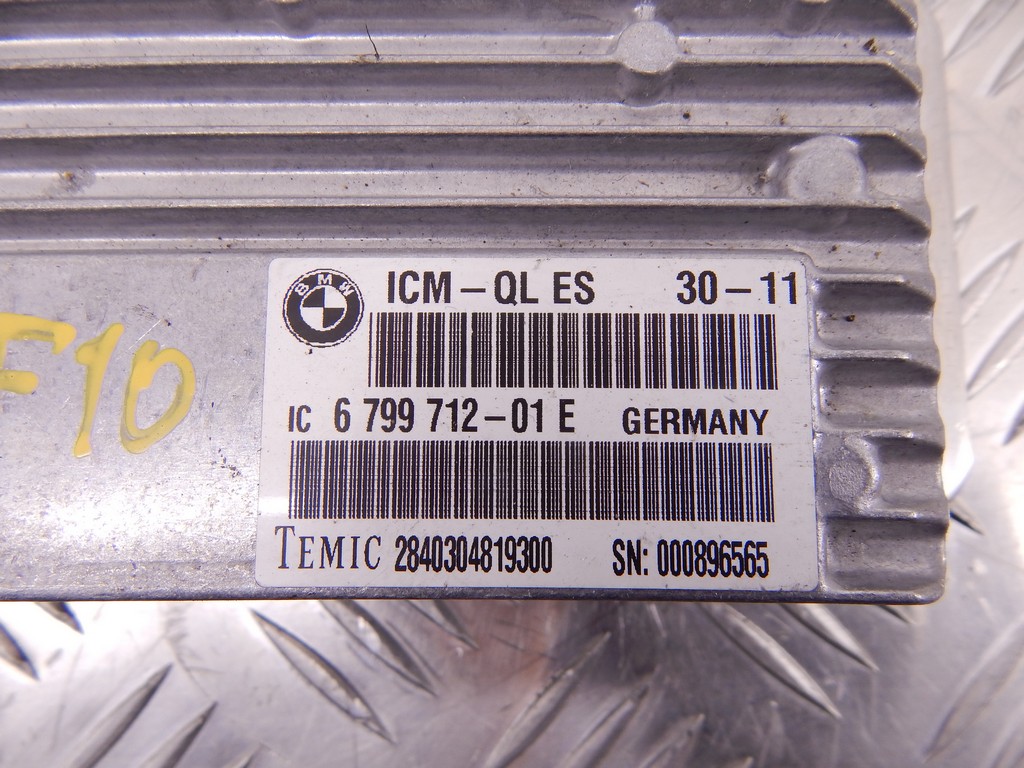 BMW
ICM – QL ES 30 – 11
IC 6 799 712 – 01 E GERMANY
F10
TEMIC 2840304819300 SN: 000896565